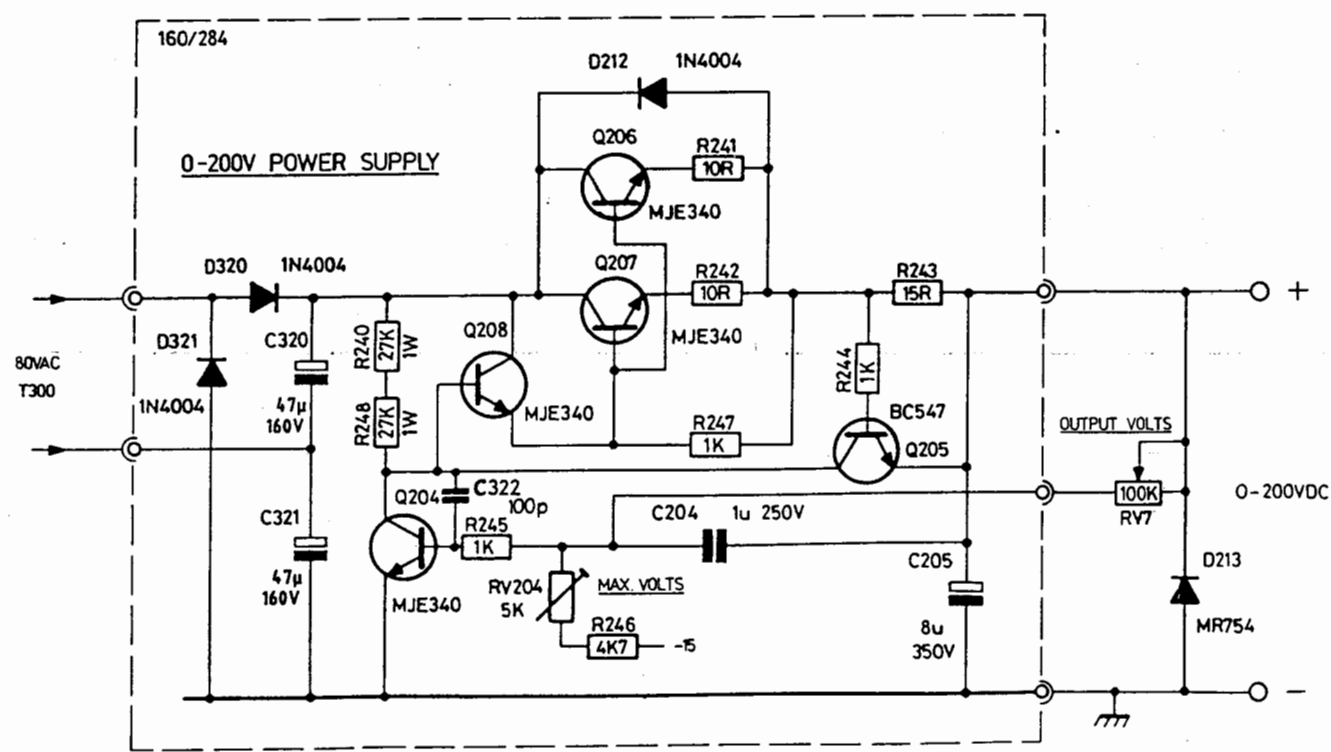 160/284
D212 1N4004
Q206
R241
10R
0-200V POWER SUPPLY
MJE340
D320 1N4004
Q207
R242
10R
R243
15R
+
MJE340
Q208
D321
C320
R240
27K
1W
80VAC
T300
1N4004
47µ
160V
R248
27K
1W
MJE340
R244
1K
BC547
Q205
R247
1K
OUTPUT VOLTS
Q204
C322
100p
100K
RV7
0-200VDC
C321
R245
1K
C204
1u 250V
C205
D213
47µ
160V
MJE340
RV204
5K
MAX. VOLTS
R246
4K7
-15
8u
350V
MR754
-